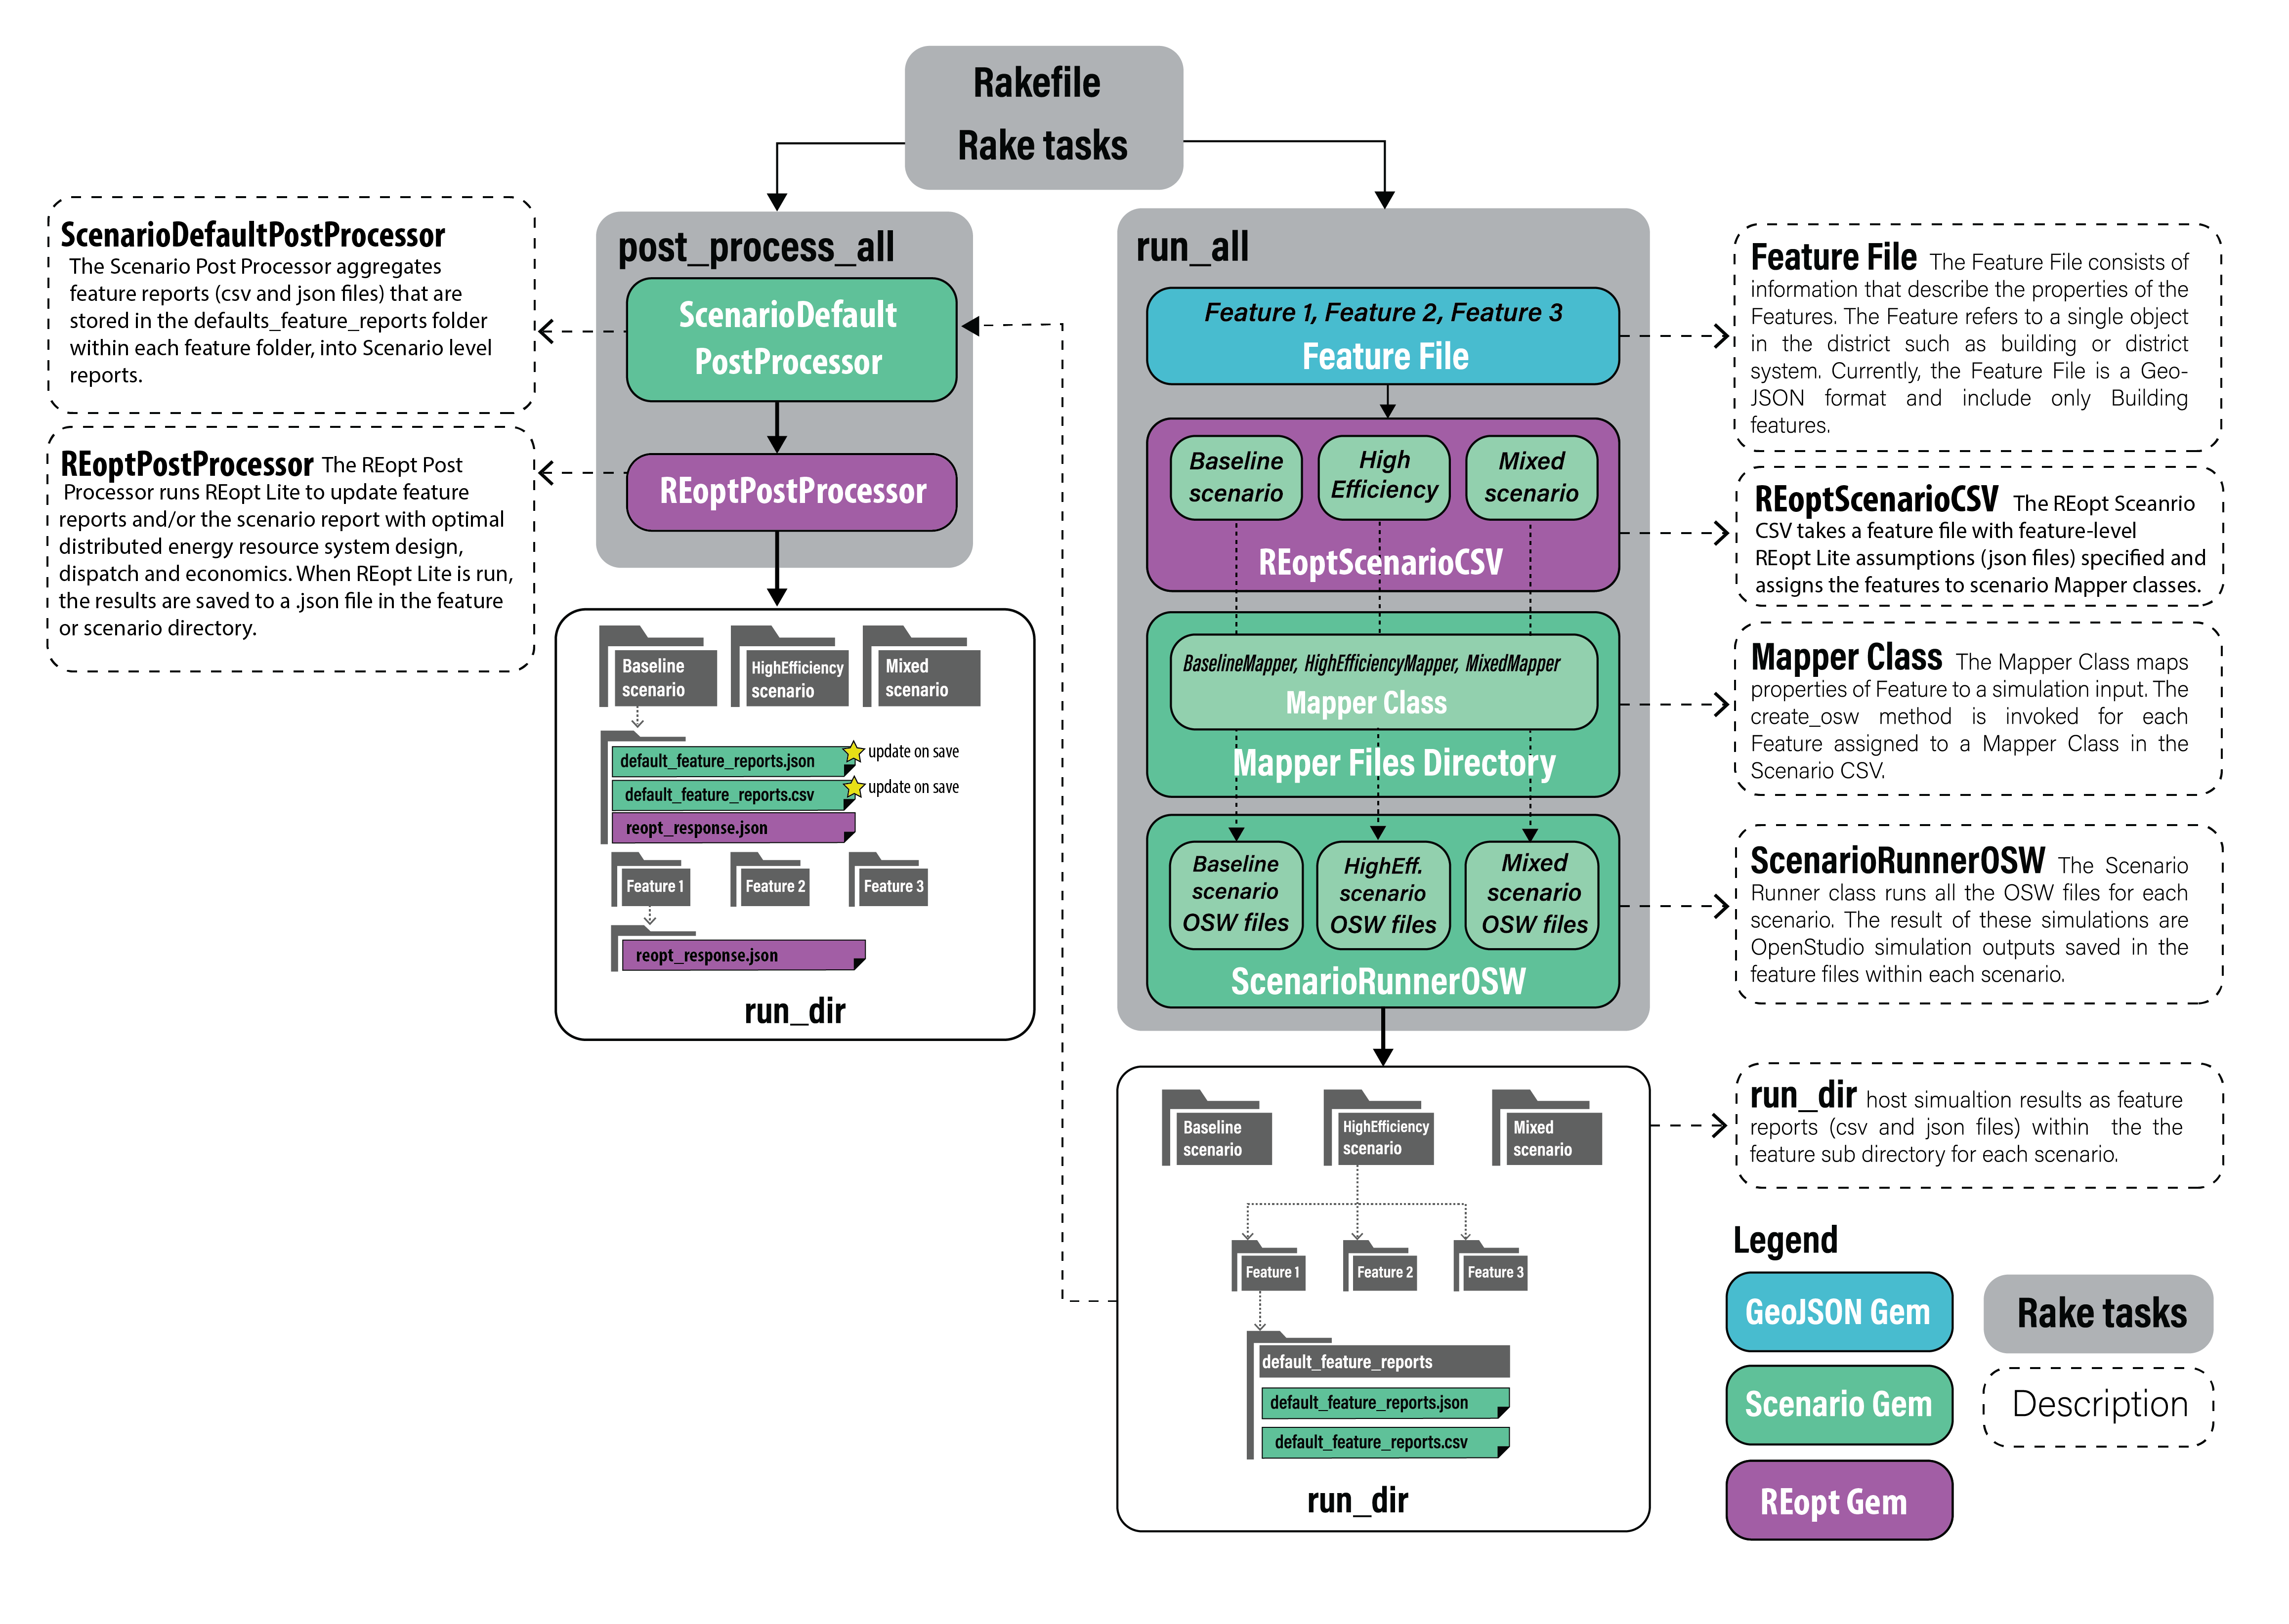 Rakefile
Rake tasks
ScenarioDefaultPostProcessor
The Scenario Post Processor aggregates
feature reports (csv and json files) that are
stored in the defaults_feature_reports folder
within each feature folder, into Scenario level
reports.
REoptPostProcessor The REopt Post
Processor runs REopt Lite to update feature
reports and/or the scenario report with optimal
distributed energy resource system design,
dispatch and economics. When REopt Lite is run,
the results are saved to a .json file in the feature
or scenario directory.
post_process_all
ScenarioDefault
PostProcessor
REoptPostProcessor
Baseline
scenario
HighEfficiency
scenario
Mixed
scenario
default_feature_reports.json
update on save
default_feature_reports.csv
update on save
reopt_response.json
Feature 1
Feature 2
Feature 3
reopt_response.json
run_dir
run_all
Feature 1, Feature 2, Feature 3
Feature File
Baseline
scenario
High
Efficiency
Mixed
scenario
REoptScenarioCSV
BaselineMapper, HighEfficiencyMapper, MixedMapper
Mapper Class
Mapper Files Directory
Baseline
scenario
OSW files
HighEff.
scenario
OSW files
Mixed
scenario
OSW files
ScenarioRunnerOSW
Baseline
scenario
HighEfficiency
scenario
Mixed
scenario
Feature 1
Feature 2
Feature 3
default_feature_reports
default_feature_reports.json
default_feature_reports.csv
run_dir
Feature File The Feature File consists of
information that describe the properties of the
Features. The Feature refers to a single object
in the district such as building or district
system. Currently, the Feature File is a Geo-
JSON format and include only Building
features.
REoptScenarioCSV The REopt Sceanrio
CSV takes a feature file with feature-level
REopt Lite assumptions (json files) specified and
assigns the features to scenario Mapper classes.
Mapper Class The Mapper Class maps
properties of Feature to a simulation input. The
create_osw method is invoked for each
Feature assigned to a Mapper Class in the
Scenario CSV.
ScenarioRunnerOSW The Scenario
Runner class runs all the OSW files for each
scenario. The result of these simulations are
OpenStudio simulation outputs saved in the
feature files within each scenario.
run_dir host simualtion results as feature
reports (csv and json files) within the the
feature sub directory for each scenario.
Legend
GeoJSON Gem
Rake tasks
Scenario Gem
Description
REopt Gem